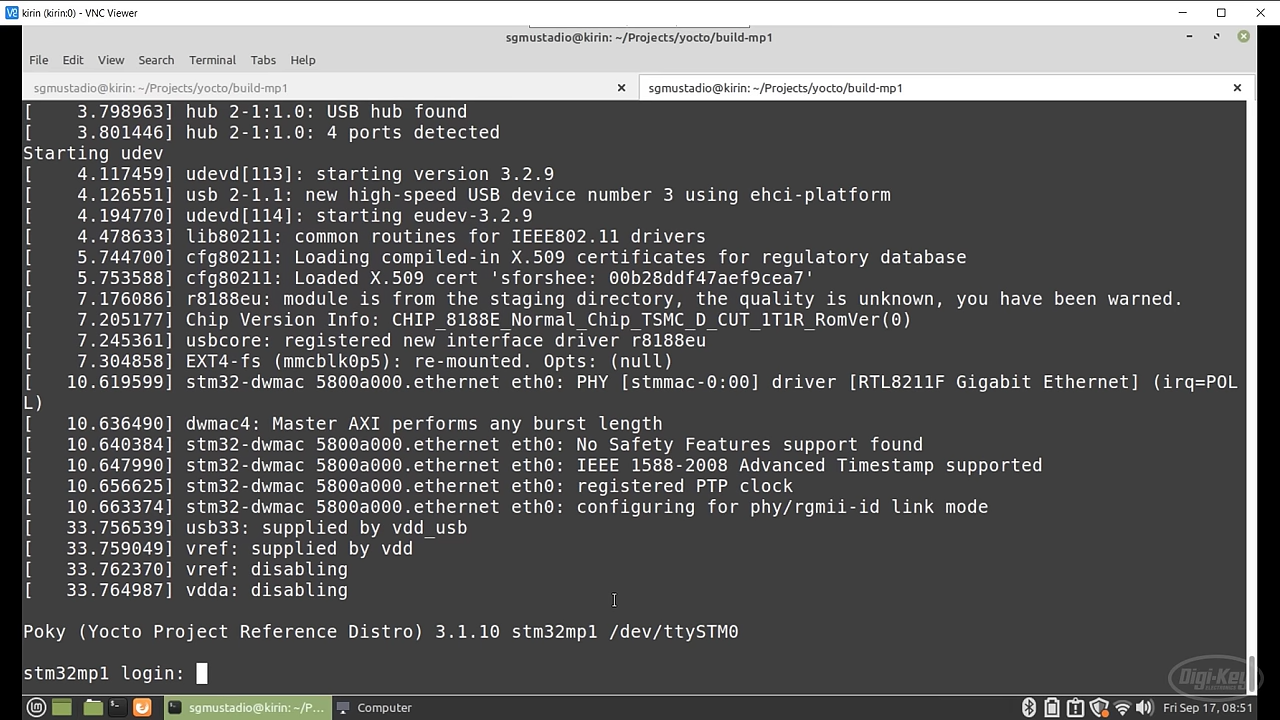 kirin (kirin:0) - VNC Viewer
sgmustadio@kirin: ~/Projects/yocto/build-mp1
File Edit View Search Terminal Tabs Help
sgmustadio@kirin: ~/Projects/yocto/build-mp1 sgmustadio@kirin: ~/Projects/yocto/build-mp1
[    3.798963] hub 2-1:1.0: USB hub found
[    3.801446] hub 2-1:1.0: 4 ports detected
Starting udev
[    4.117459] udevd[113]: starting version 3.2.9
[    4.126551] usb 2-1.1: new high-speed USB device number 3 using ehci-platform
[    4.194770] udevd[114]: starting eudev-3.2.9
[    4.478633] lib80211: common routines for IEEE802.11 drivers
[    5.744700] cfg80211: Loading compiled-in X.509 certificates for regulatory database
[    5.753588] cfg80211: Loaded X.509 cert 'sforshee: 00b28ddf47aef9cea7'
[    7.176086] r8188eu: module is from the staging directory, the quality is unknown, you have been warned.
[    7.205177] Chip Version Info: CHIP_8188E_Normal_Chip_TSMC_D_CUT_1T1R_RomVer(0)
[    7.245361] usbcore: registered new interface driver r8188eu
[    7.304858] EXT4-fs (mmcblk0p5): re-mounted. Opts: (null)
[   10.619599] stm32-dwmac 5800a000.ethernet eth0: PHY [stmmac-0:00] driver [RTL8211F Gigabit Ethernet] (irq=POL
L)
[   10.636490] dwmac4: Master AXI performs any burst length
[   10.640384] stm32-dwmac 5800a000.ethernet eth0: No Safety Features support found
[   10.647990] stm32-dwmac 5800a000.ethernet eth0: IEEE 1588-2008 Advanced Timestamp supported
[   10.656625] stm32-dwmac 5800a000.ethernet eth0: registered PTP clock
[   10.663374] stm32-dwmac 5800a000.ethernet eth0: configuring for phy/rgmii-id link mode
[   33.756539] usb33: supplied by vdd_usb
[   33.759049] vref: supplied by vdd
[   33.762370] vref: disabling
[   33.764987] vdda: disabling
Poky (Yocto Project Reference Distro) 3.1.10 stm32mp1 /dev/ttySTM0
stm32mp1 login:
Digi-Key
ELECTRONICS
sgmustadio@kirin: ~/P... Computer Fri Sep 17, 08:51